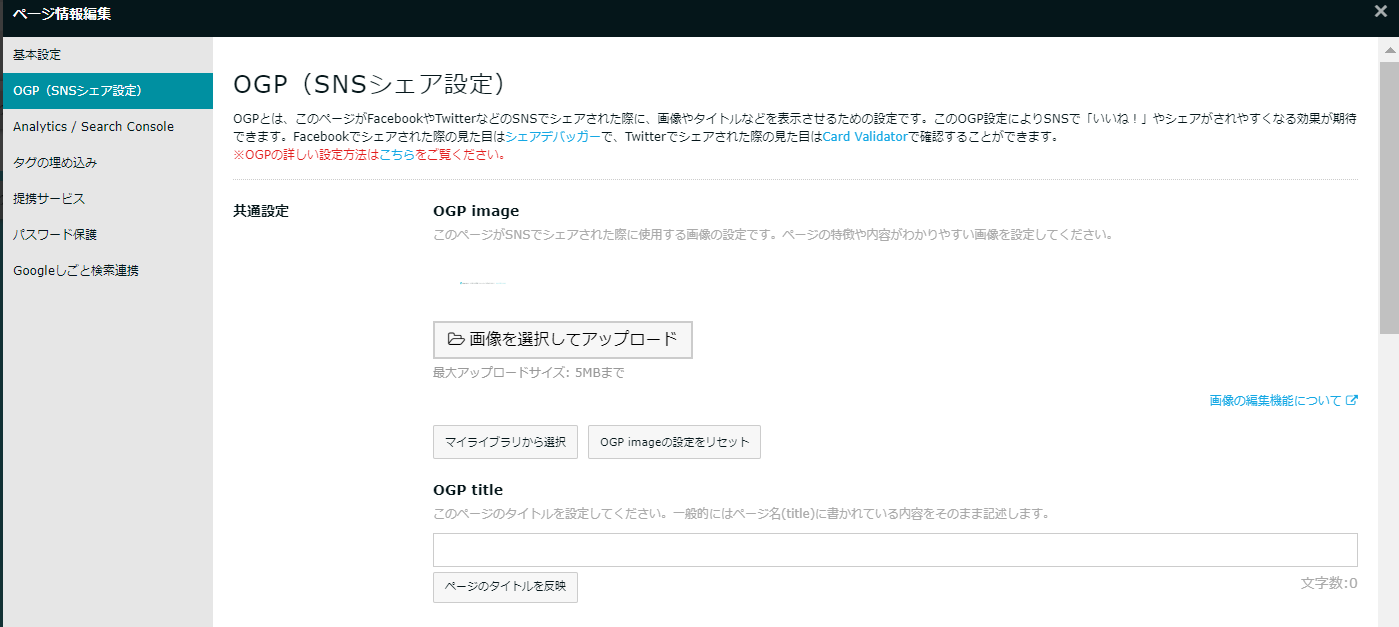 ページ情報編集
基本設定
OGP（SNSシェア設定）
Analytics / Search Console
タグの埋め込み
提携サービス
パスワード保護
Googleしごと検索連携
OGP（SNSシェア設定）
OGPとは、このページがFacebookやTwitterなどのSNSでシェアされた際に、画像やタイトルなどを表示させるための設定です。このOGP設定によりSNSで「いいね！」やシェアがされやすくなる効果が期待
できます。Facebookでシェアされた際の見た目はシェアデバッガーで、Twitterでシェアされた際の見た目はCard Validatorで確認することができます。
※OGPの詳しい設定方法はこちらをご覧ください。
共通設定
OGP image
このページがSNSでシェアされた際に使用する画像の設定です。ページの特徴や内容がわかりやすい画像を設定してください。
画像を選択してアップロード
最大アップロードサイズ: 5MBまで
画像の編集機能について
マイライブラリから選択
OGP imageの設定をリセット
OGP title
このページのタイトルを設定してください。一般的にはページ名(title)に書かれている内容をそのまま記述します。
ページのタイトルを反映
文字数:0